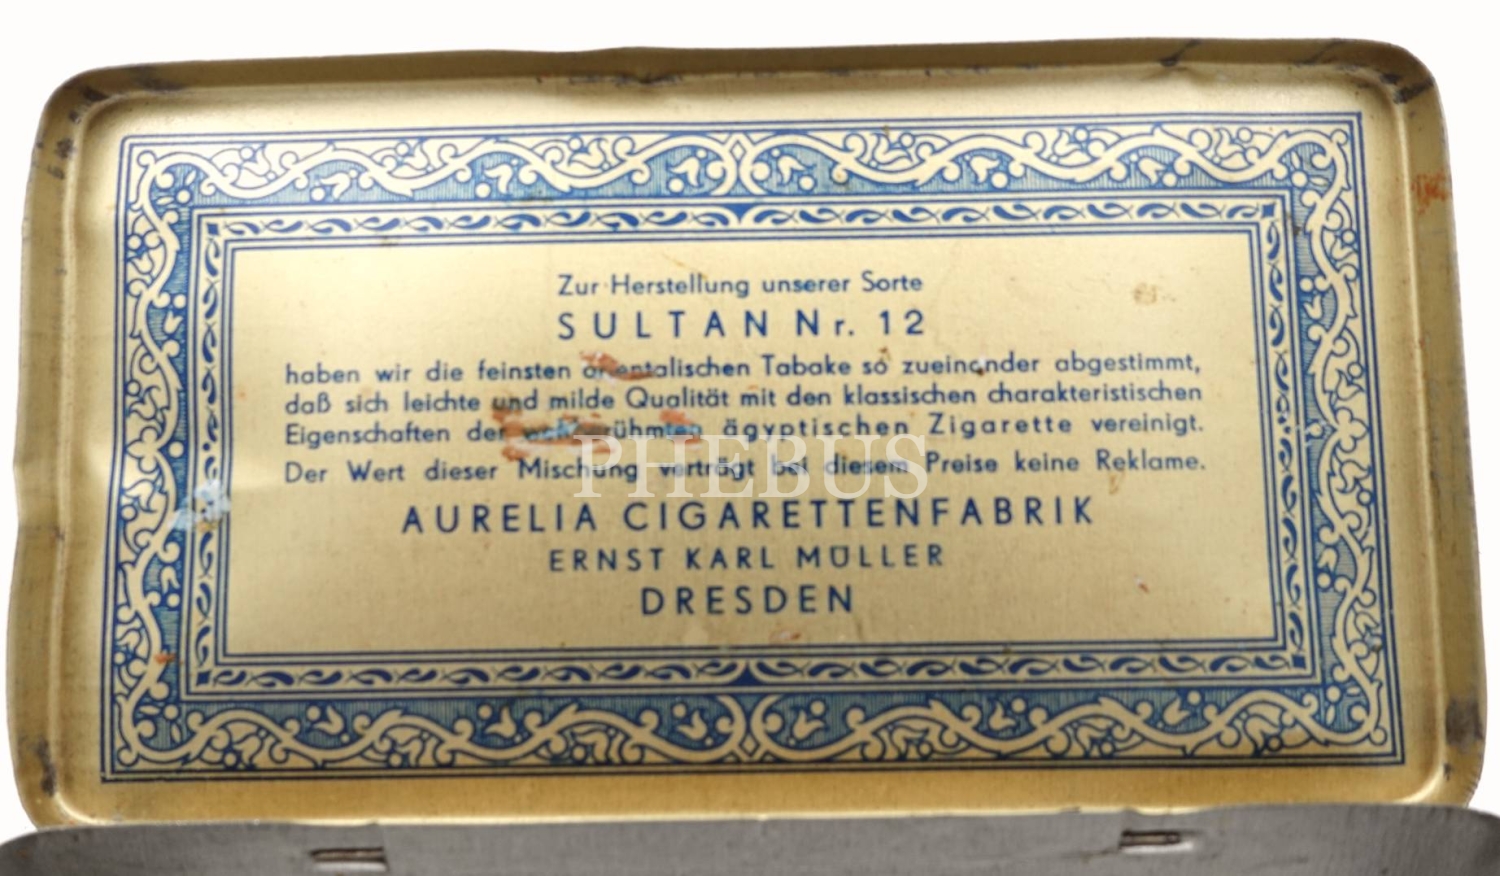 Zur Herstellung unserer Sorte
SULTAN Nr. 12
haben wir die feinsten orientalischen Tabake so zueinander abgestimmt,
daß sich leichte und milde Qualität mit den klassischen charakteristischen
Eigenschaften der weltberühmten ägyptischen Zigarette vereinigt.
Der Wert dieser Mischung verträgt bei diesem Preise keine Reklame.
PHEBUS
AURELIA CIGARETTENFABRIK
ERNST KARL MÜLLER
DRESDEN